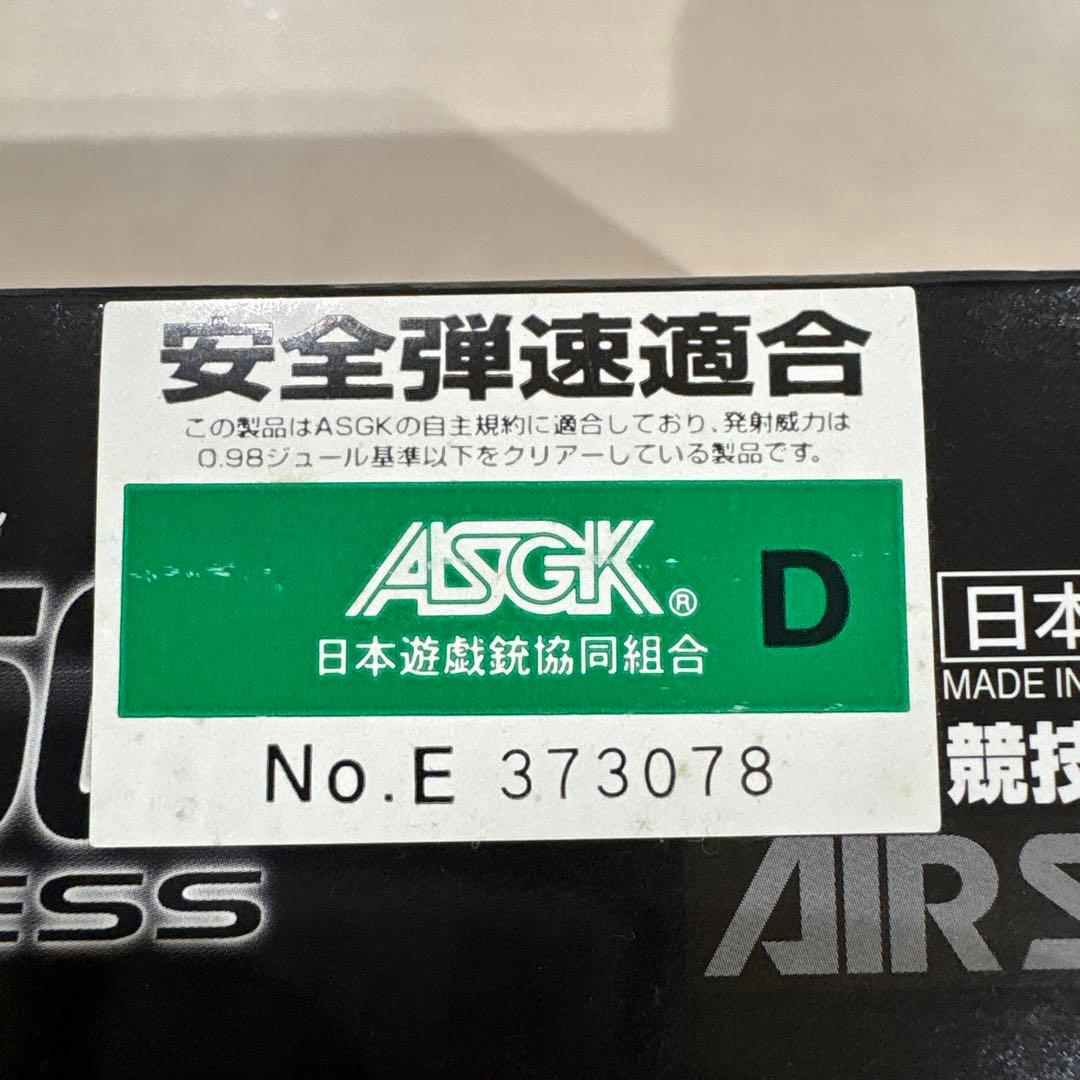 安全弾速適合
この製品はASGKの自主規約に適合しており、発射威力は
0.98ジュール基準以下をクリアーしている製品です。
ASGK® D
日本遊戯銃協同組合
No.E 373078
日本
MADE IN
競技
AIRS
ESS